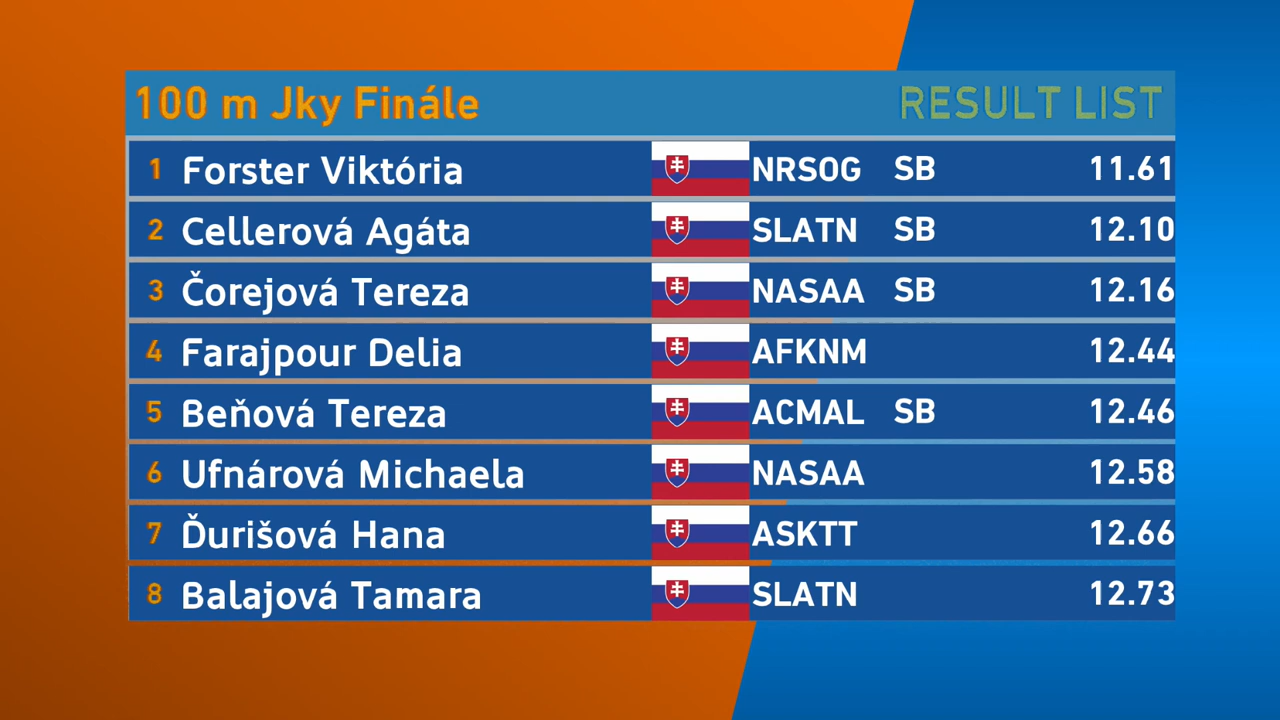 100 m Jky Finále RESULT LIST
1 Forster Viktória NRSOG SB 11.61
2 Cellerová Agáta SLATN SB 12.10
3 Čorejová Tereza NASAA SB 12.16
4 Farajpour Delia AFKNM 12.44
5 Beňová Tereza ACMAL SB 12.46
6 Ufnárová Michaela NASAA 12.58
7 Ďurišová Hana ASKTT 12.66
8 Balajová Tamara SLATN 12.73